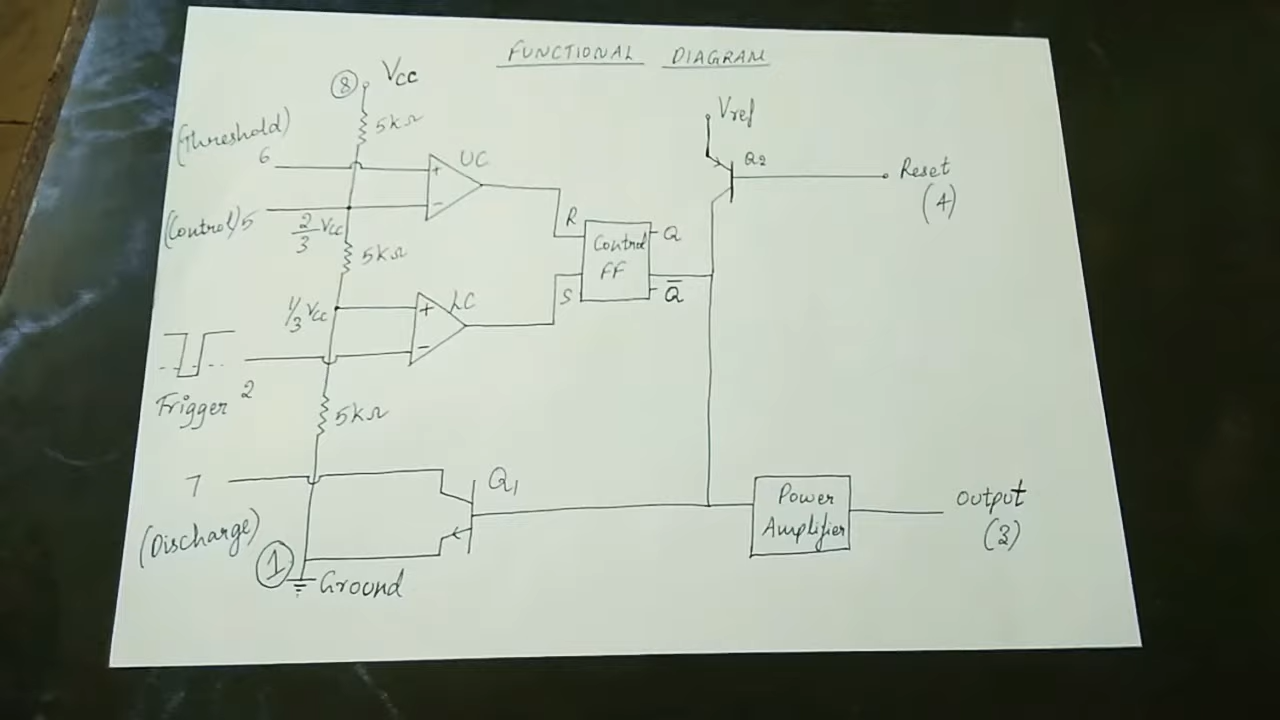 FUNCTIONAL DIAGRAM
8 Vcc
5kΩ
(Threshold)
6
+
UC
-
(Control) 5
2/3 Vcc
5kΩ
1/3 Vcc
+
LC
-
Trigger 2
5kΩ
7
(Discharge)
Q1
1
Ground
R
S
Control
FF
Q
Q̅
Vref
Q2
Reset
(4)
Power
Amplifier
Output
(3)